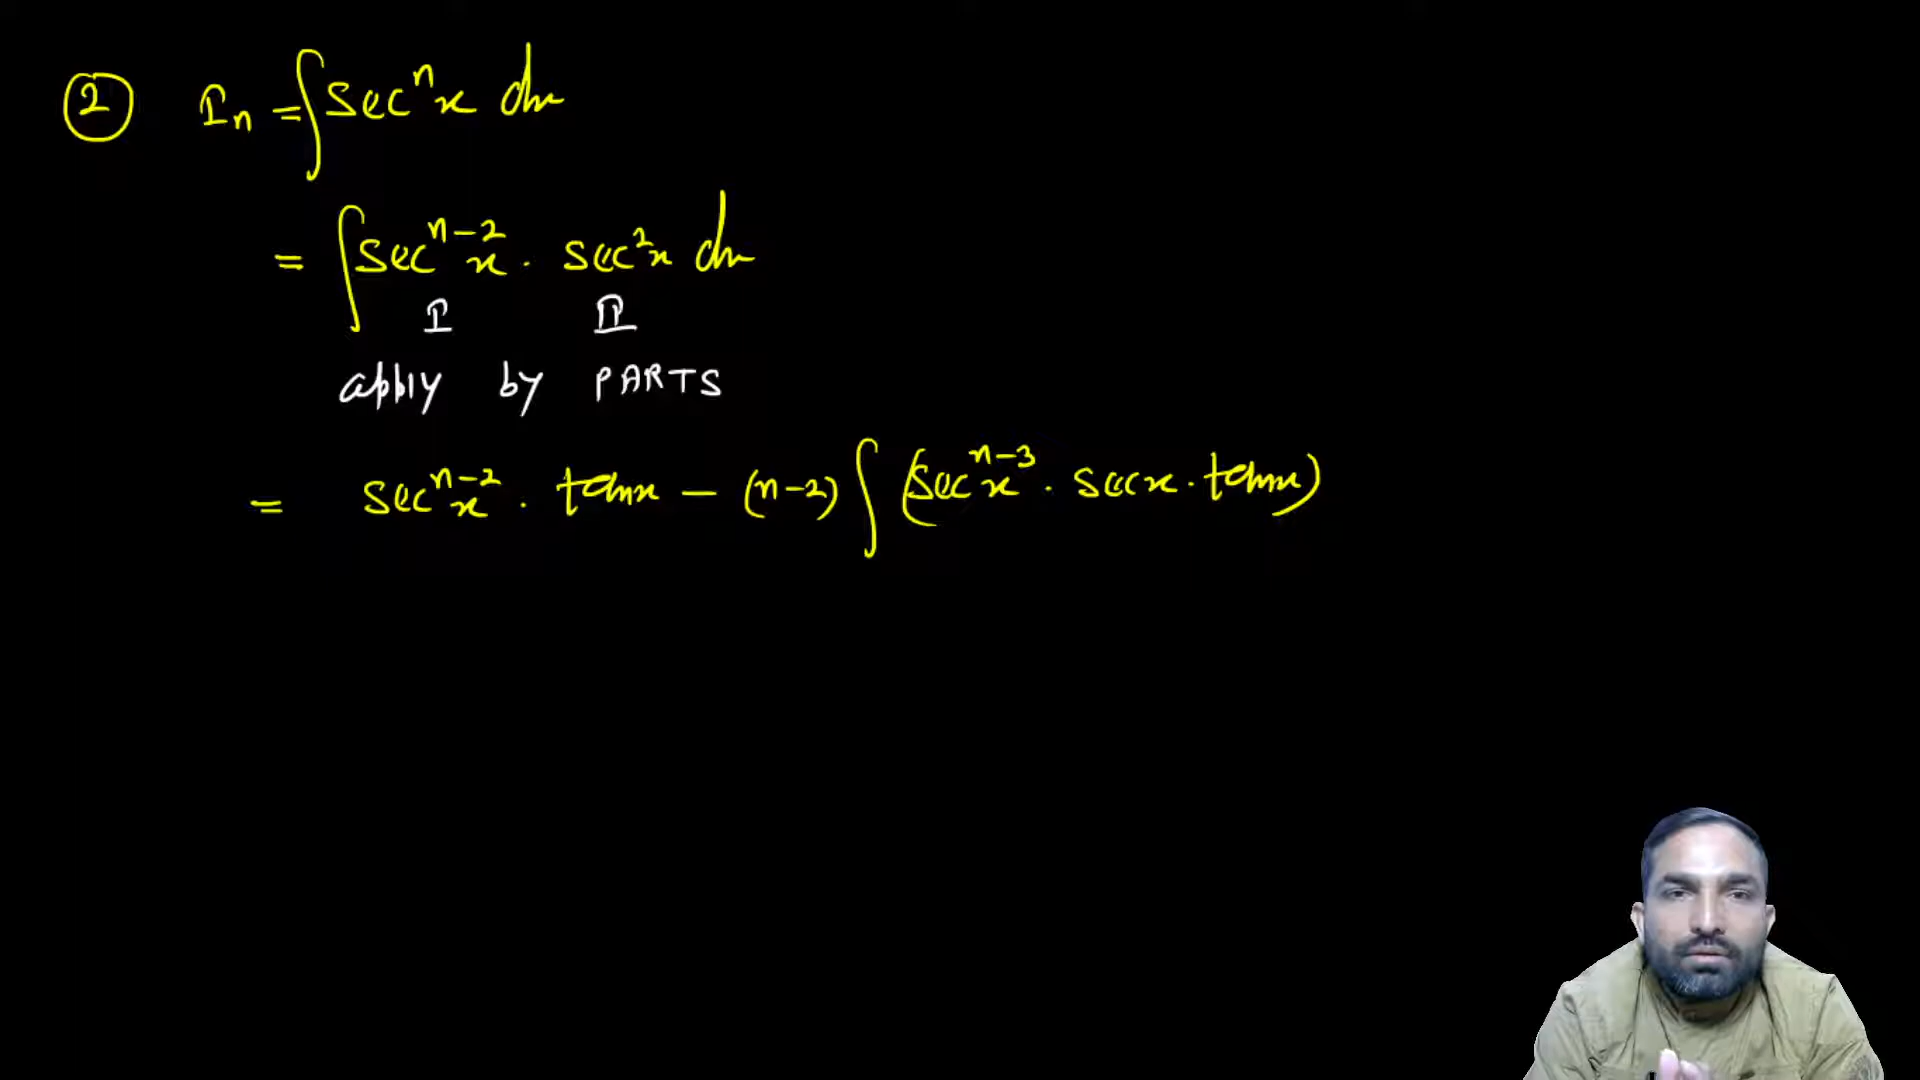 ② Iₙ = ∫ secⁿx dx
= ∫ secⁿ⁻²x · sec²x dx
I II
apply by PARTS
= secⁿ⁻²x · tanx − (n−2) ∫ (secⁿ⁻³x · secx · tanx)